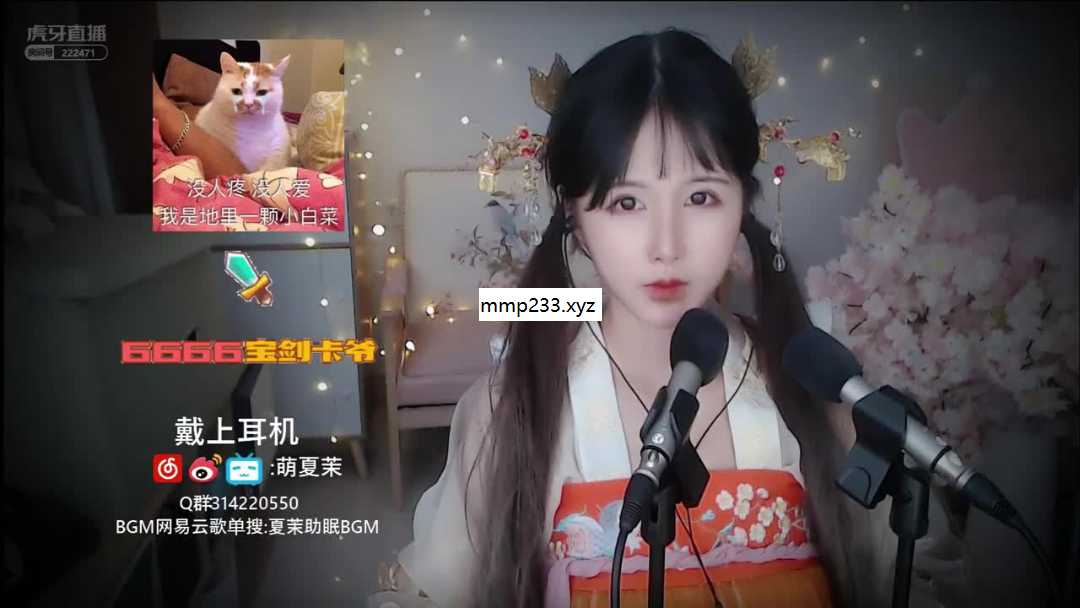 虎牙直播
房间号 222471
没人疼 没人爱
我是地里一颗小白菜
mmp233.xyz
6666宝剑卡爷
戴上耳机
:萌夏茉
Q群314220550
BGM网易云歌单搜:夏茉助眠BGM